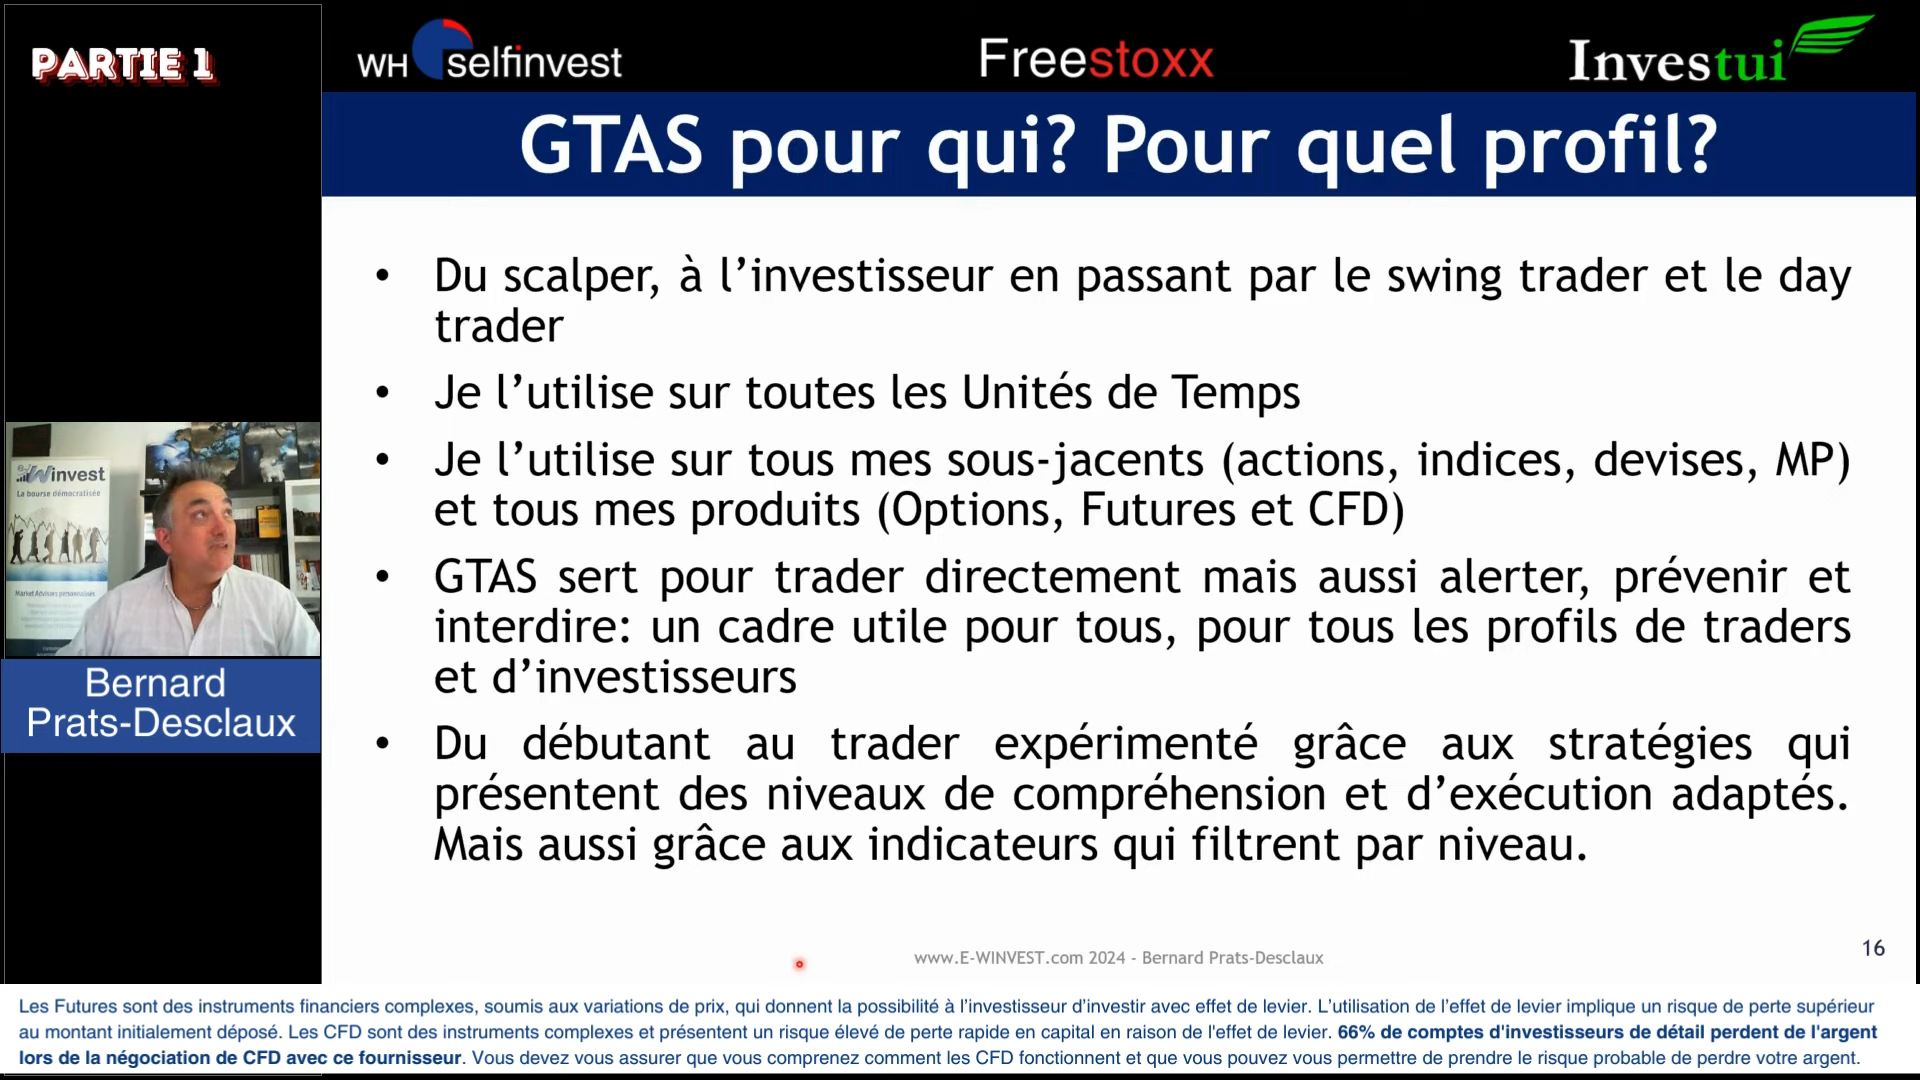 PARTIE 1
WH selfinvest
Freestoxx
Investui
GTAS pour qui? Pour quel profil?
• Du scalper, à l’investisseur en passant par le swing trader et le day
trader
• Je l’utilise sur toutes les Unités de Temps
• Je l’utilise sur tous mes sous-jacents (actions, indices, devises, MP)
et tous mes produits (Options, Futures et CFD)
• GTAS sert pour trader directement mais aussi alerter, prévenir et
interdire: un cadre utile pour tous, pour tous les profils de traders
et d’investisseurs
• Du débutant au trader expérimenté grâce aux stratégies qui
présentent des niveaux de compréhension et d’exécution adaptés.
Mais aussi grâce aux indicateurs qui filtrent par niveau.
Winvest
La bourse démocratisée
Market Advisors personnalisés
Bernard
Prats-Desclaux
www.E-WINVEST.com 2024 - Bernard Prats-Desclaux
16
Les Futures sont des instruments financiers complexes, soumis aux variations de prix, qui donnent la possibilité à l’investisseur d’investir avec effet de levier. L’utilisation de l’effet de levier implique un risque de perte supérieur
au montant initialement déposé. Les CFD sont des instruments complexes et présentent un risque élevé de perte rapide en capital en raison de l'effet de levier. 66% de comptes d'investisseurs de détail perdent de l'argent
lors de la négociation de CFD avec ce fournisseur. Vous devez vous assurer que vous comprenez comment les CFD fonctionnent et que vous pouvez vous permettre de prendre le risque probable de perdre votre argent.